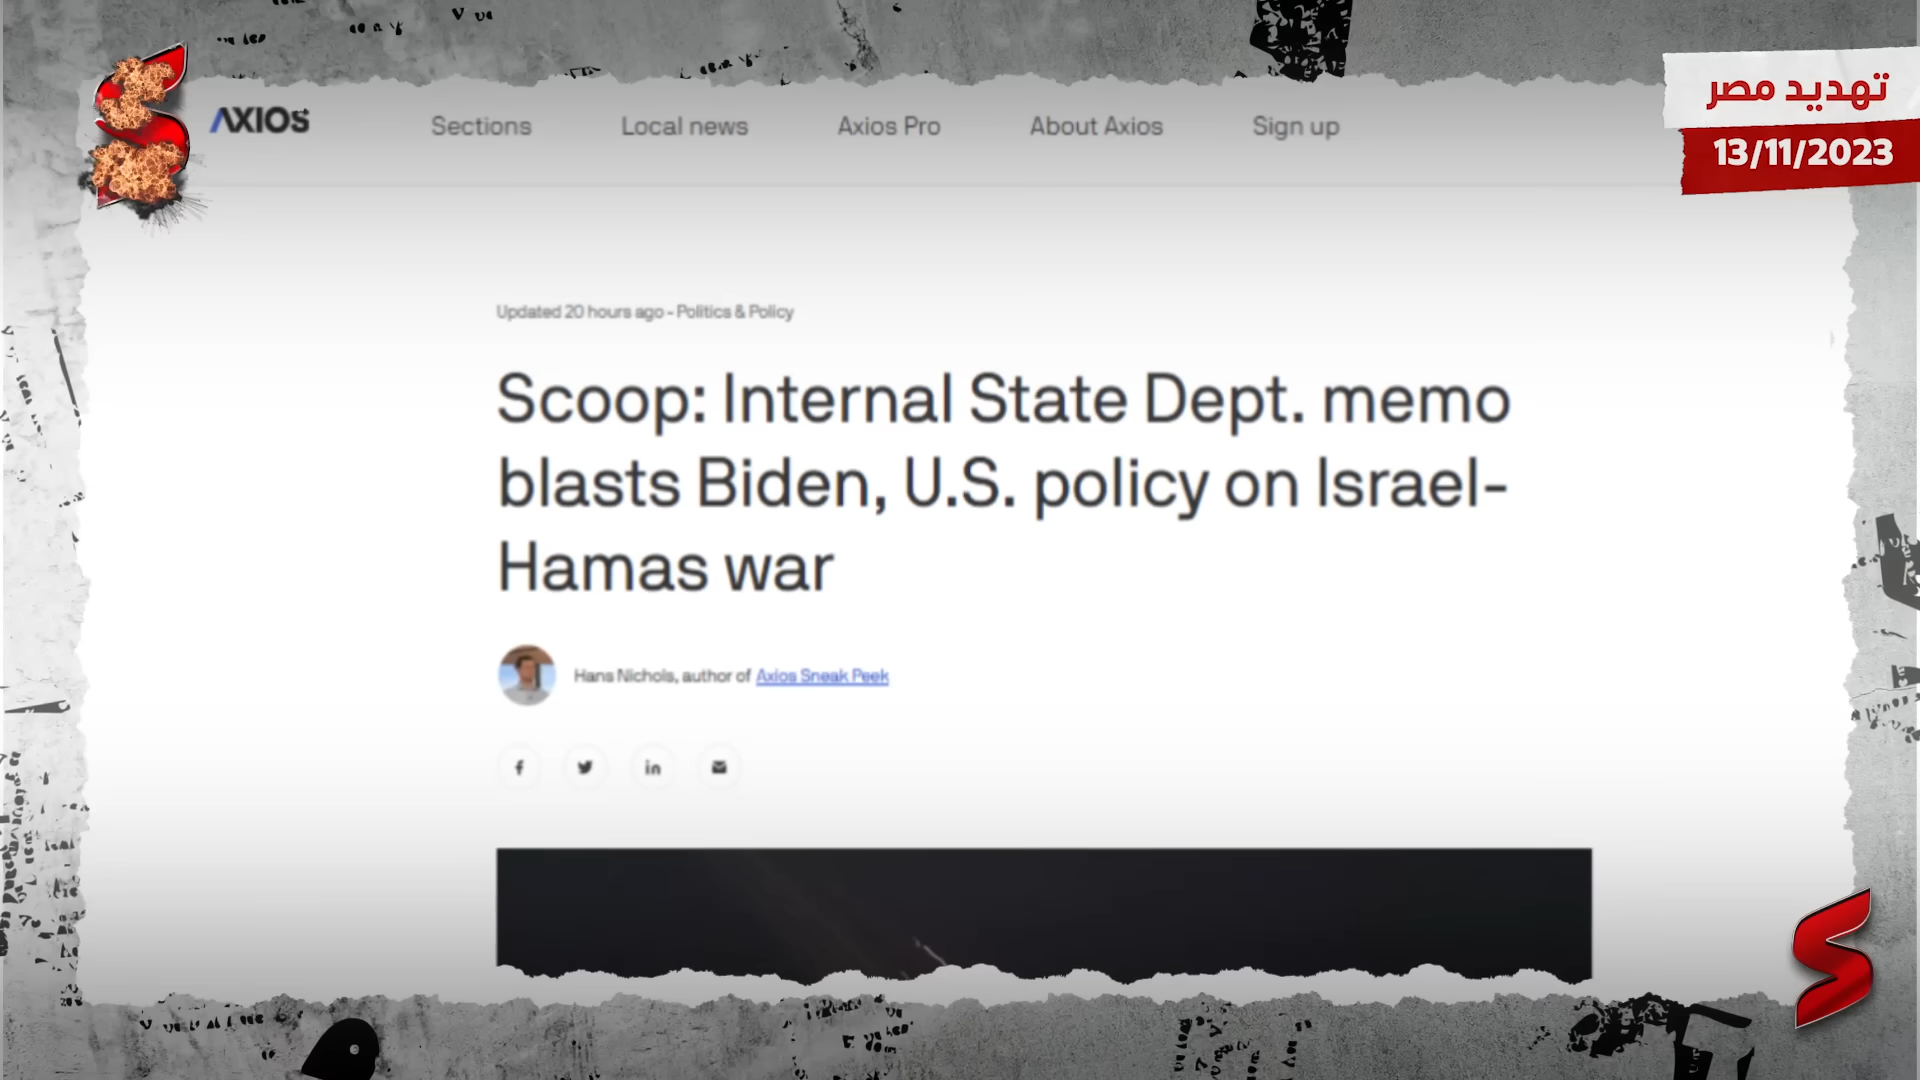 AXIOS
Sections Local news Axios Pro About Axios Sign up
تهديد مصر
13/11/2023
Updated 20 hours ago - Politics & Policy
Scoop: Internal State Dept. memo
blasts Biden, U.S. policy on Israel-
Hamas war
Hans Nichols, author of Axios Sneak Peek